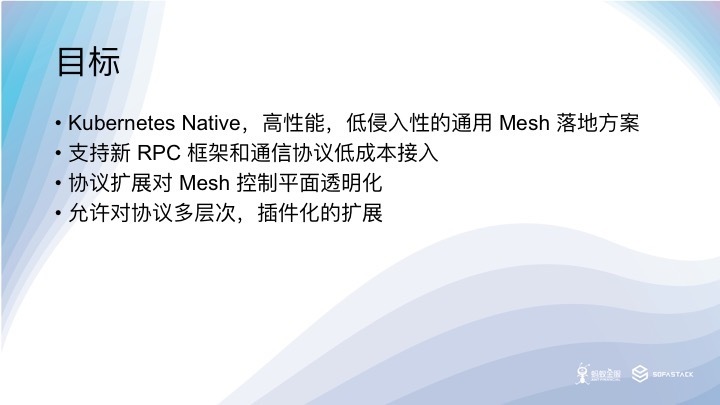 目标
• Kubernetes Native，高性能，低侵入性的通用 Mesh 落地方案
• 支持新 RPC 框架和通信协议低成本接入
• 协议扩展对 Mesh 控制平面透明化
• 允许对协议多层次，插件化的扩展
蚂蚁金服
SOFASTACK